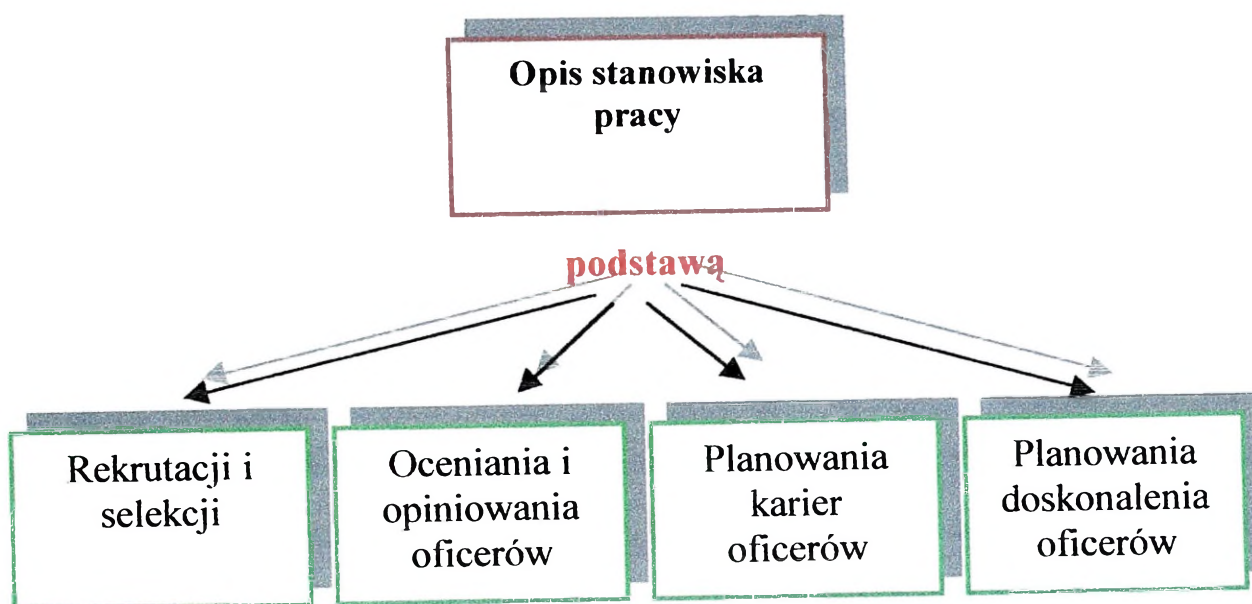 Opis stanowiska
pracy
podstawą
Rekrutacji i
selekcji
Oceniania i
opiniowania
oficerów
Planowania
karier
oficerów
Planowania
doskonalenia
oficerów